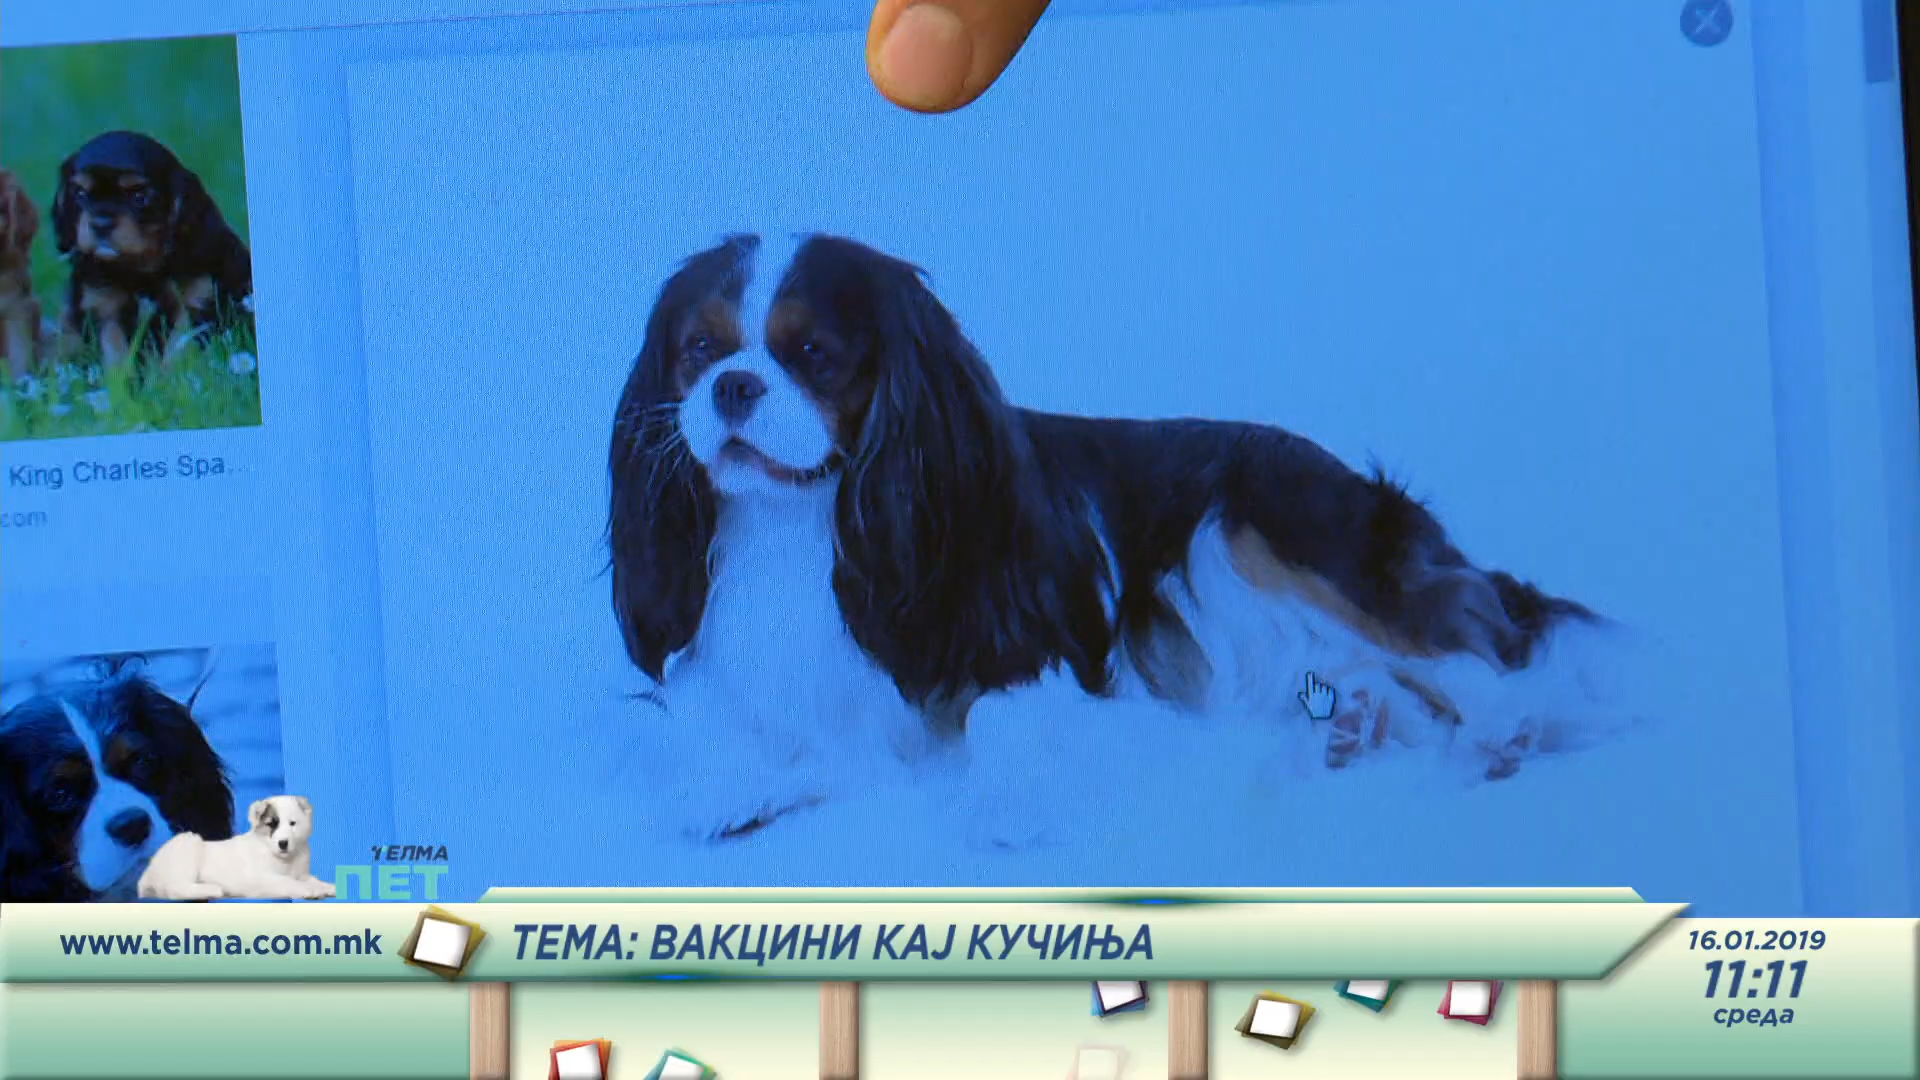 King Charles Spa...
com
ТЕЛМА
ПЕТ
www.telma.com.mk
ТЕМА: ВАКЦИНИ КАЈ КУЧИЊА
16.01.2019
11:11
среда